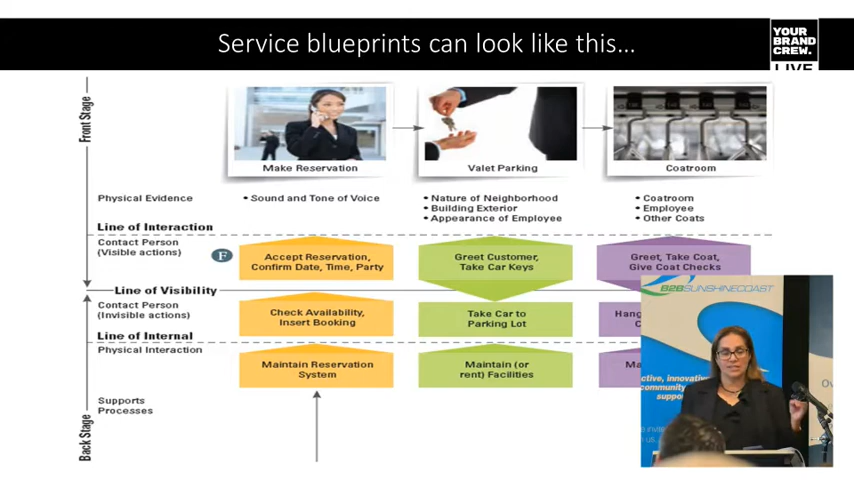 Service blueprints can look like this...
YOUR
BRAND
CREW.
LIVE
Front Stage
Make Reservation
Valet Parking
Coatroom
Physical Evidence
• Sound and Tone of Voice
• Nature of Neighborhood
• Building Exterior
• Appearance of Employee
• Coatroom
• Employee
• Other Coats
Line of Interaction
Contact Person
(Visible actions)
F
Accept Reservation,
Confirm Date, Time, Party
Greet Customer,
Take Car Keys
Greet, Take Coat,
Give Coat Checks
Line of Visibility
Contact Person
(Invisible actions)
Check Availability,
Insert Booking
Take Car to
Parking Lot
Line of Internal
Physical Interaction
Maintain Reservation
System
Maintain (or
rent) Facilities
Supports
Processes
Back Stage
B2BSUNSHINECOAST
innovati
community
suppo